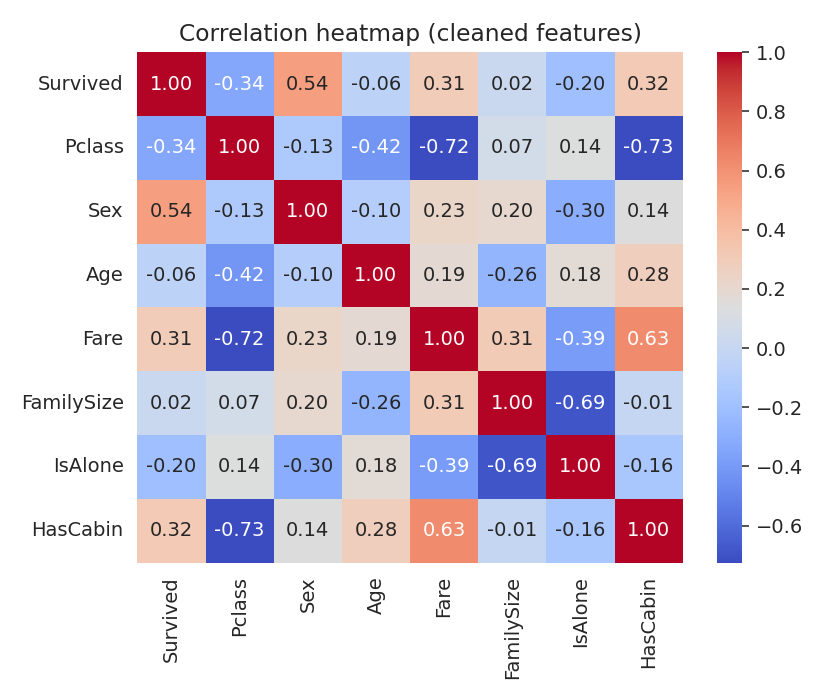 Correlation heatmap (cleaned features)
Survived 1.00 -0.34 0.54 -0.06 0.31 0.02 -0.20 0.32
Pclass -0.34 1.00 -0.13 -0.42 -0.72 0.07 0.14 -0.73
Sex 0.54 -0.13 1.00 -0.10 0.23 0.20 -0.30 0.14
Age -0.06 -0.42 -0.10 1.00 0.19 -0.26 0.18 0.28
Fare 0.31 -0.72 0.23 0.19 1.00 0.31 -0.39 0.63
FamilySize 0.02 0.07 0.20 -0.26 0.31 1.00 -0.69 -0.01
IsAlone -0.20 0.14 -0.30 0.18 -0.39 -0.69 1.00 -0.16
HasCabin 0.32 -0.73 0.14 0.28 0.63 -0.01 -0.16 1.00
Survived
Pclass
Sex
Age
Fare
FamilySize
IsAlone
HasCabin
1.0
0.8
0.6
0.4
0.2
0.0
−0.2
−0.4
−0.6